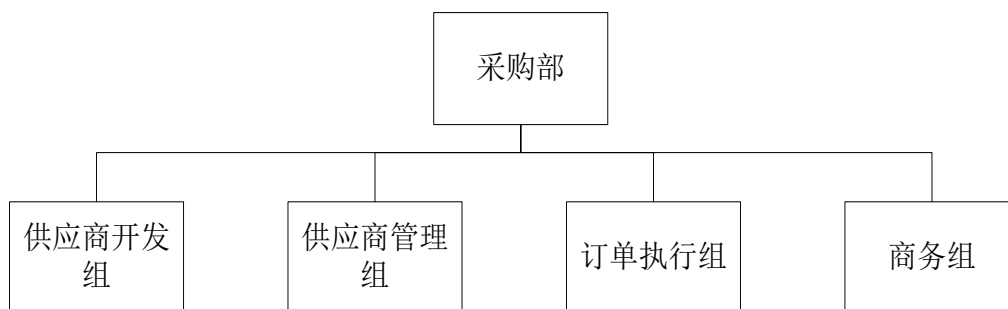 采购部
供应商开发
组
供应商管理
组
订单执行组
商务组